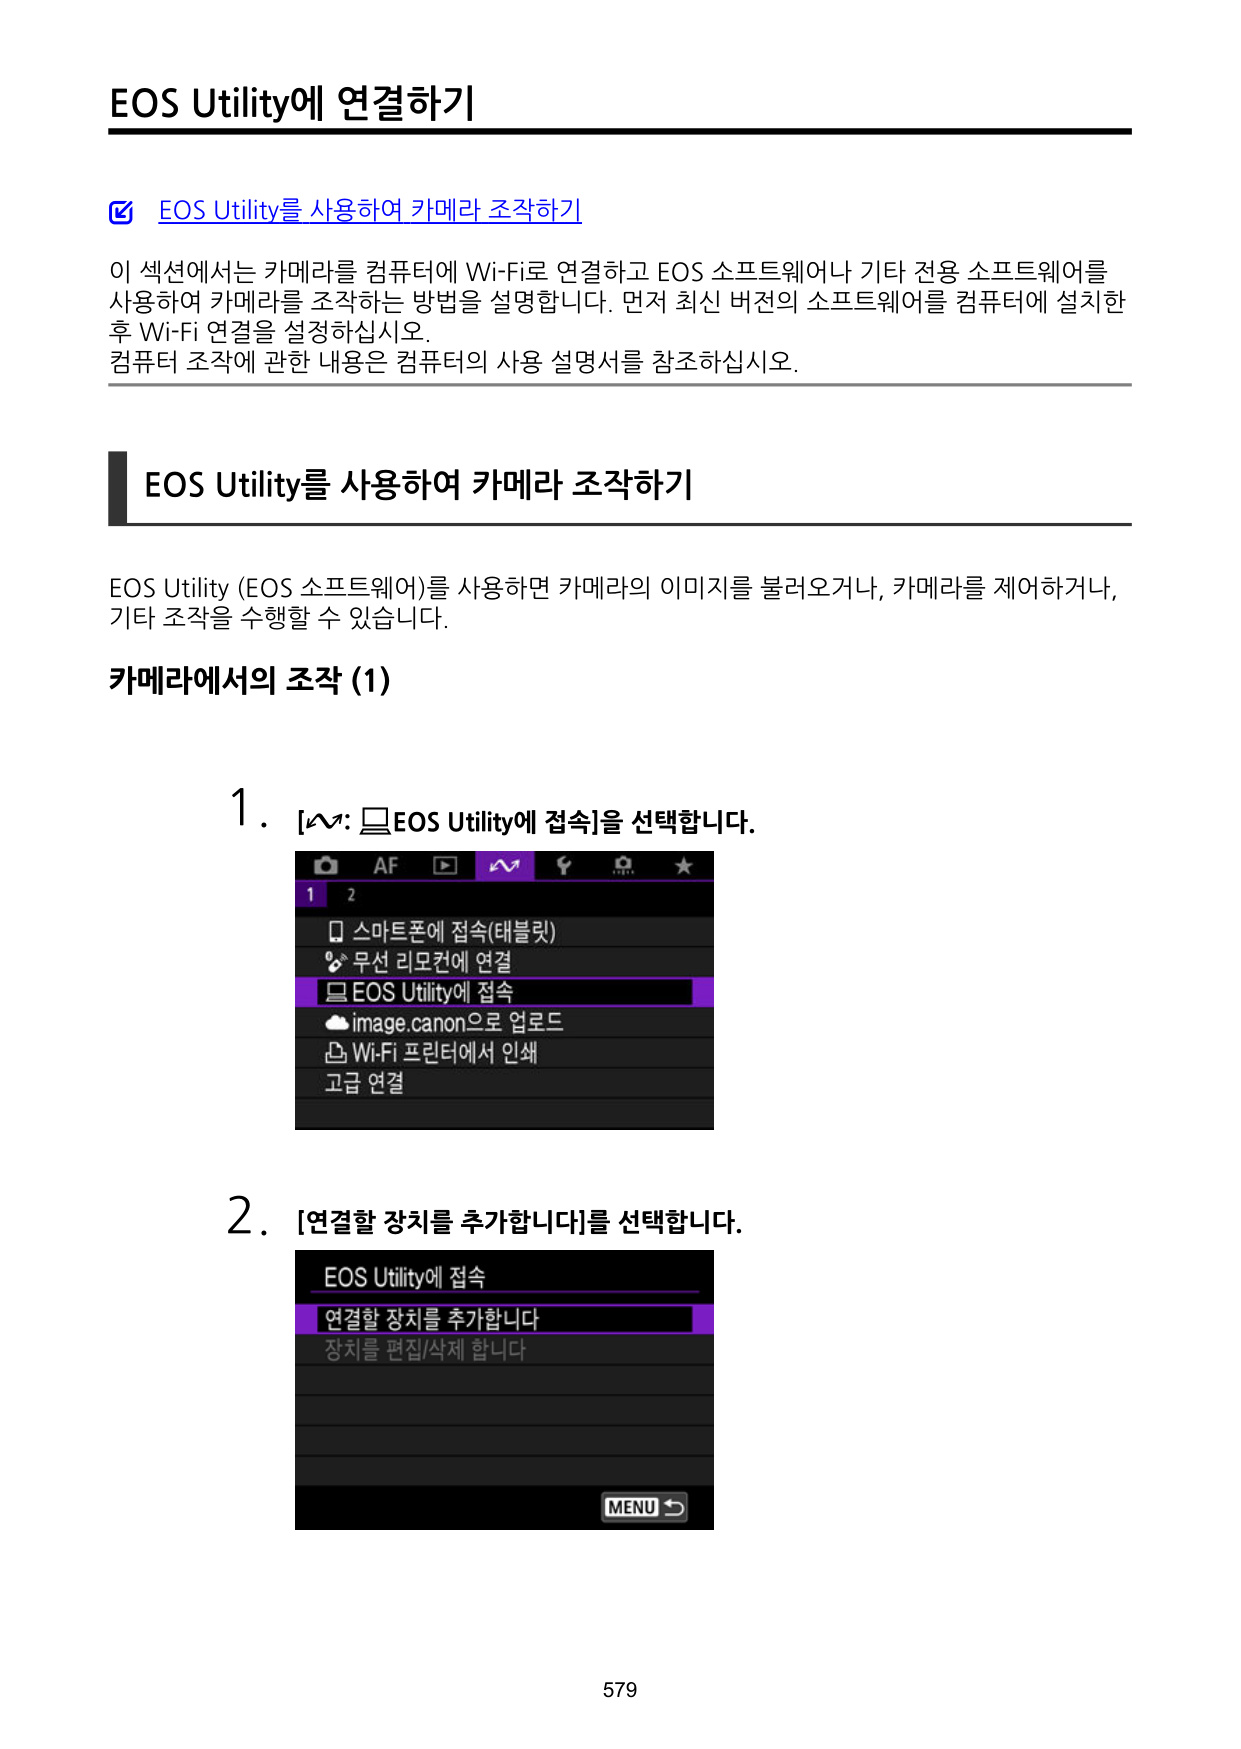 EOS Utility에 연결하기
EOS Utility를 사용하여 카메라 조작하기
이 섹션에서는 카메라를 컴퓨터에 Wi-Fi로 연결하고 EOS 소프트웨어나 기타 전용 소프트웨어를
사용하여 카메라를 조작하는 방법을 설명합니다. 먼저 최신 버전의 소프트웨어를 컴퓨터에 설치한
후 Wi-Fi 연결을 설정하십시오.
컴퓨터 조작에 관한 내용은 컴퓨터의 사용 설명서를 참조하십시오.
EOS Utility를 사용하여 카메라 조작하기
EOS Utility (EOS 소프트웨어)를 사용하면 카메라의 이미지를 불러오거나, 카메라를 제어하거나,
기타 조작을 수행할 수 있습니다.
카메라에서의 조작 (1)
1. [: EOS Utility에 접속]을 선택합니다.
AF
1 2
스마트폰에 접속(태블릿)
무선 리모컨에 연결
EOS Utility에 접속
image.canon으로 업로드
Wi-Fi 프린터에서 인쇄
고급 연결
2. [연결할 장치를 추가합니다]를 선택합니다.
EOS Utility에 접속
연결할 장치를 추가합니다
장치를 편집/삭제 합니다
MENU
579